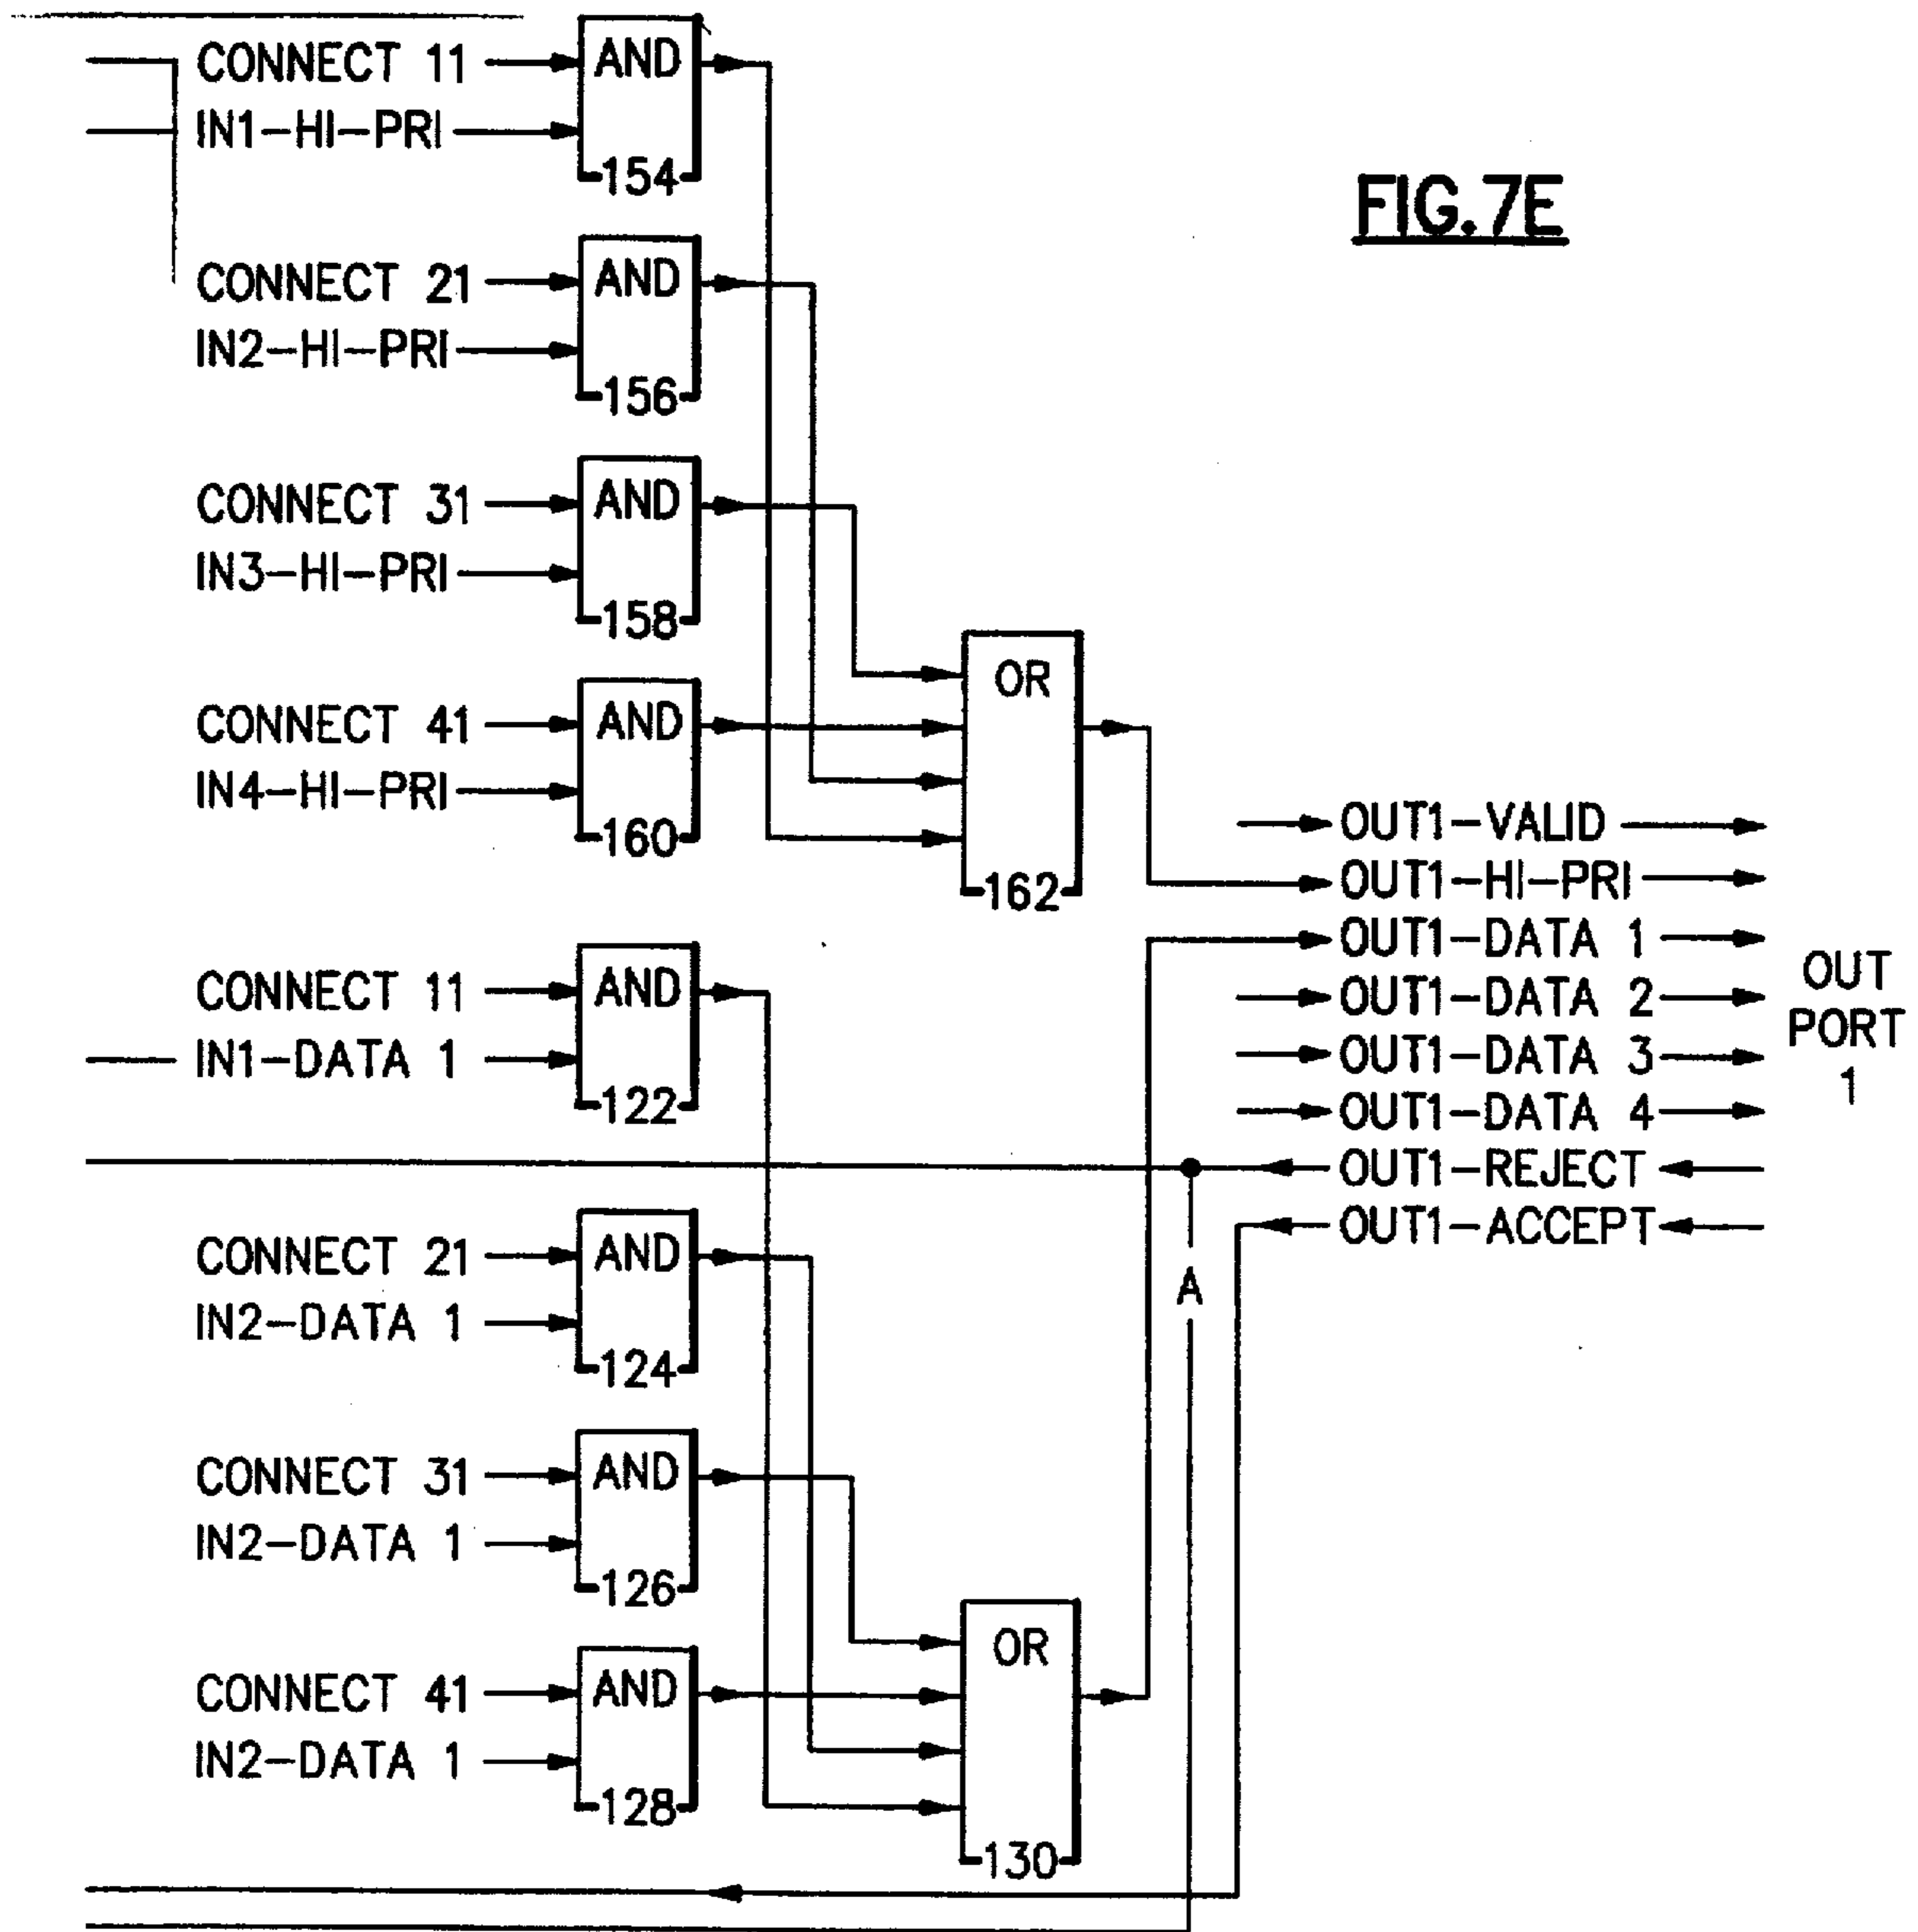 CONNECT 11
AND
IN1-HI-PRI
154
FIG.7E
CONNECT 21
AND
IN2-HI-PRI
156
CONNECT 31
AND
IN3-HI-PRI
158
CONNECT 41
AND
IN4-HI-PRI
160
OR
162
OUT1-VALID
OUT1-HI-PRI
OUT1-DATA 1
OUT1-DATA 2
OUT1-DATA 3
OUT1-DATA 4
OUT1-REJECT
OUT1-ACCEPT
OUT
PORT
1
CONNECT 11
AND
IN1-DATA 1
122
A
CONNECT 21
AND
IN2-DATA 1
124
CONNECT 31
AND
IN2-DATA 1
126
CONNECT 41
AND
IN2-DATA 1
128
OR
130